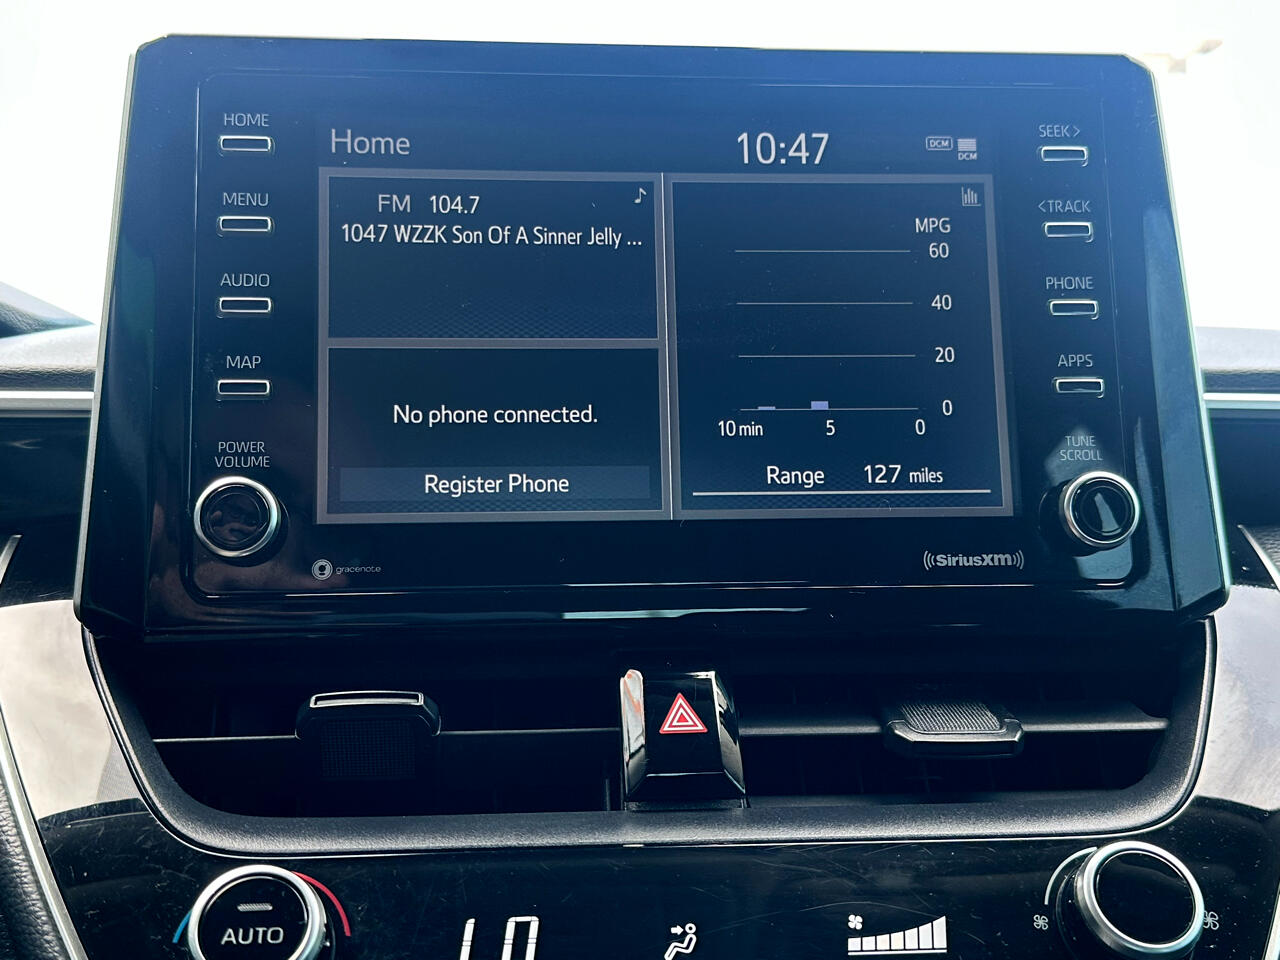 HOME
MENU
AUDIO
MAP
POWER
VOLUME
Home
10:47
DCM
DCM
FM 104.7
1047 WZZK Son Of A Sinner Jelly ...
No phone connected.
Register Phone
MPG
60
40
20
0
10 min 5 0
Range 127 miles
SEEK >
< TRACK
PHONE
APPS
TUNE
SCROLL
gracenote
SiriusXM
AUTO
LO